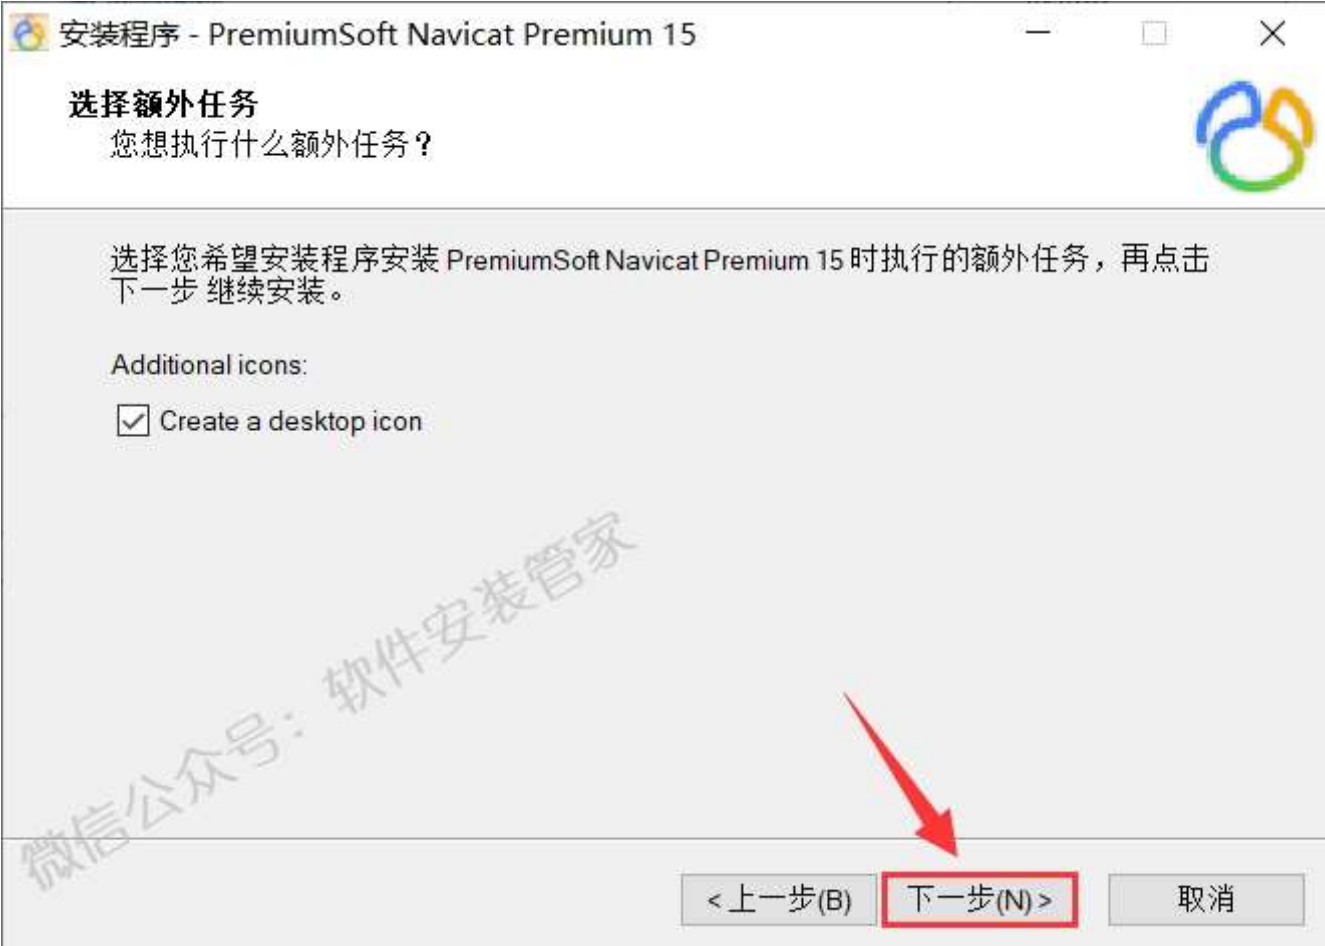 安装程序 - PremiumSoft Navicat Premium 15
选择额外任务
您想执行什么额外任务？
选择您希望安装程序安装 PremiumSoft Navicat Premium 15 时执行的额外任务，再点击
下一步 继续安装。
Additional icons:
Create a desktop icon
微信公众号：软件安装管家
< 上一步(B)
下一步(N) >
取消